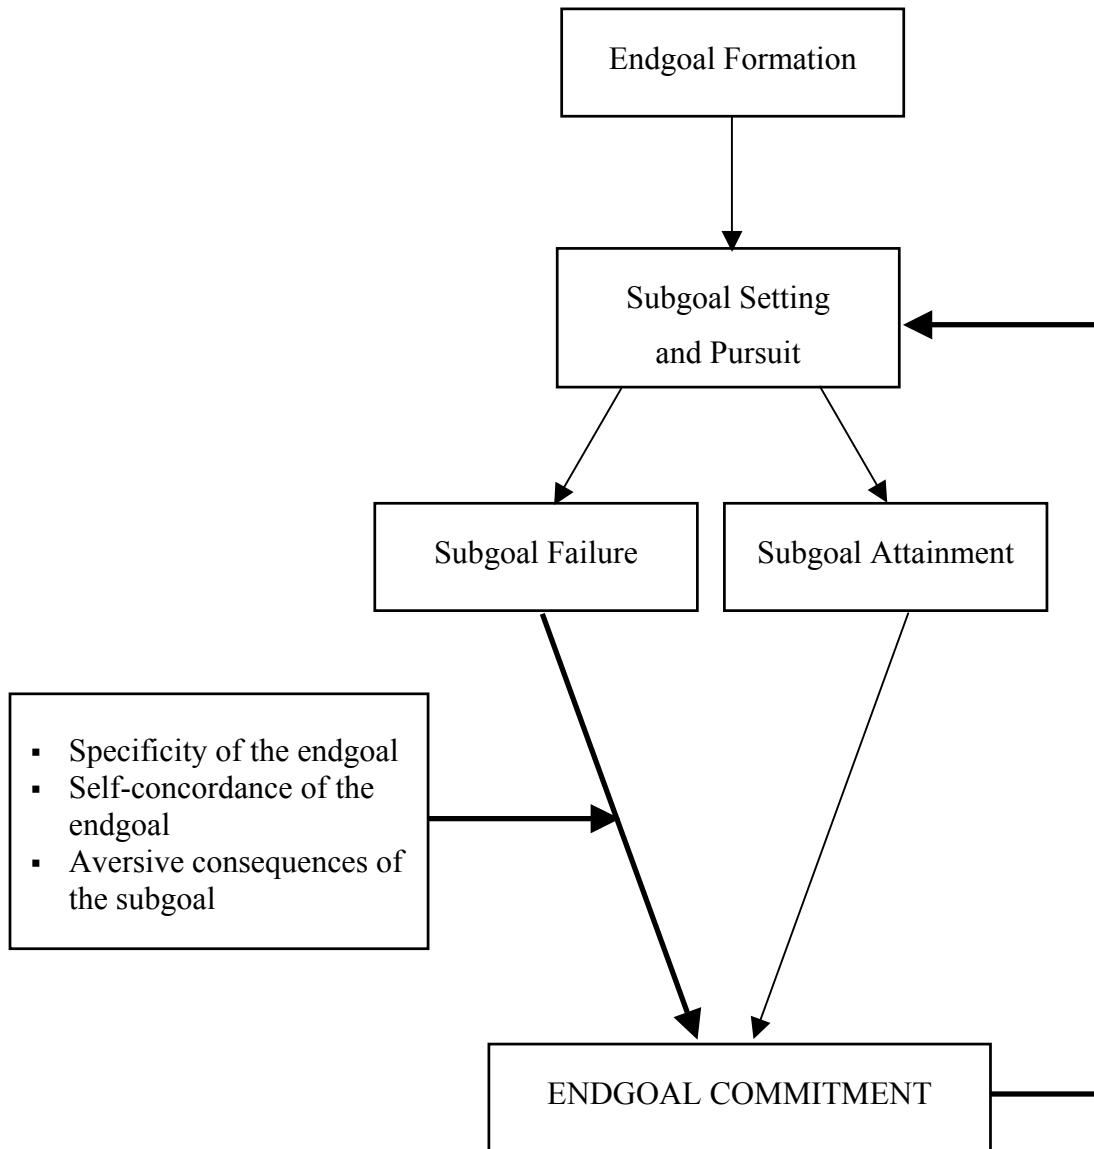 Endgoal Formation
Subgoal Setting
and Pursuit
Subgoal Failure
Subgoal Attainment
▪ Specificity of the endgoal
▪ Self-concordance of the
endgoal
▪ Aversive consequences of
the subgoal
ENDGOAL COMMITMENT